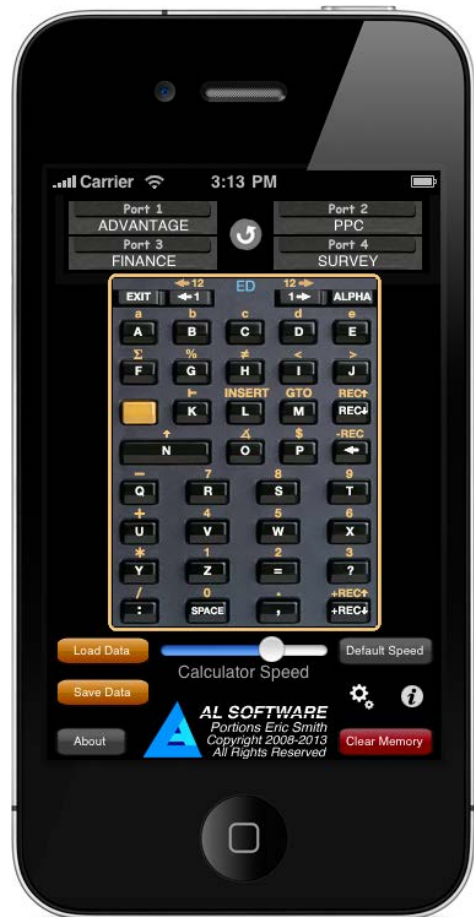 Carrier 3:13 PM
Port 1 Port 2
ADVANTAGE PPC
Port 3 Port 4
FINANCE SURVEY
←12 ED 12→
EXIT ←1 1→ ALPHA
a b c d e
A B C D E
Σ % ≠ < >
F G H I J
⊢ INSERT GTO REC↑
K L M REC↓
↑ ∡ $ -REC
N O P ←
− 7 8 9
Q R S T
+ 4 5 6
U V W X
* 1 2 3
Y Z = ?
/ 0 . +REC↑
: SPACE , +REC↓
Load Data Default Speed
Calculator Speed
Save Data i
AL SOFTWARE
Portions Eric Smith
About Copyright 2008-2013 Clear Memory
All Rights Reserved